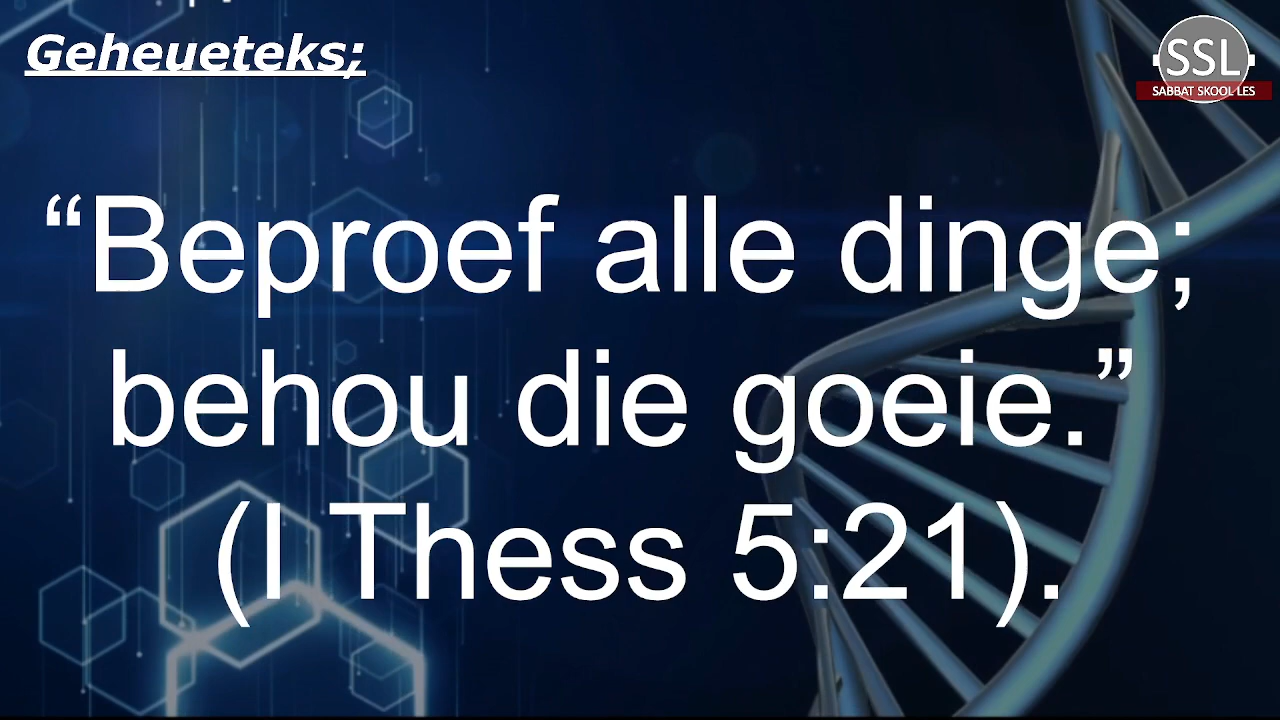 Geheueteks;
SSL
SABBAT SKOOL LES
“Beproef alle dinge;
behou die goeie.”
(I Thess 5:21).